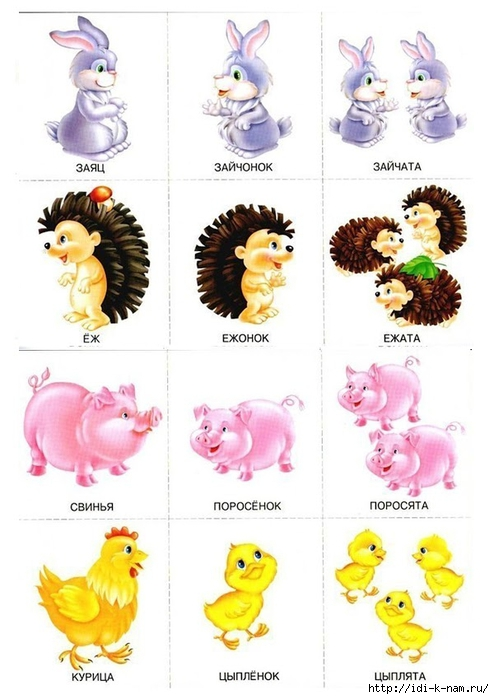 ЗАЯЦ
ЗАЙЧОНОК
ЗАЙЧАТА
ЁЖ
ЕЖОНОК
ЕЖАТА
СВИНЬЯ
ПОРОСЁНОК
ПОРОСЯТА
КУРИЦА
ЦЫПЛЁНОК
ЦЫПЛЯТА
http://idi-k-nam.ru/